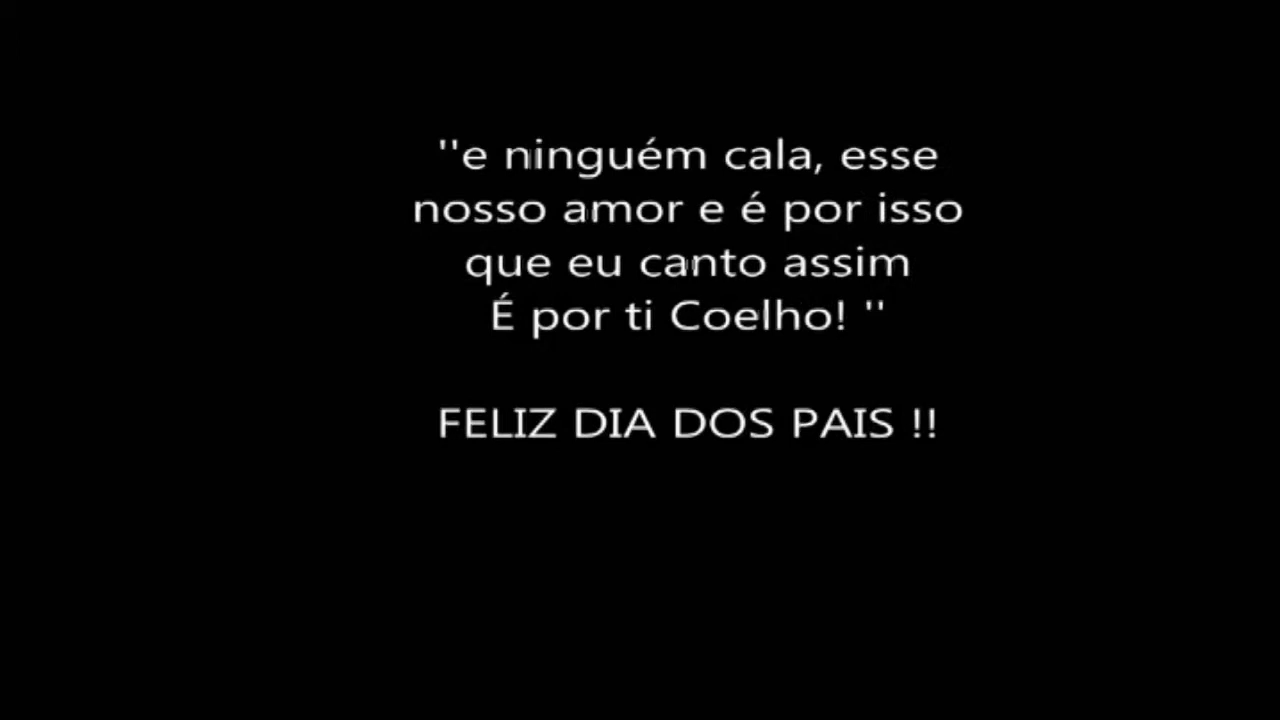 ''e ninguém cala, esse
nosso amor e é por isso
que eu canto assim
É por ti Coelho! ''
FELIZ DIA DOS PAIS !!